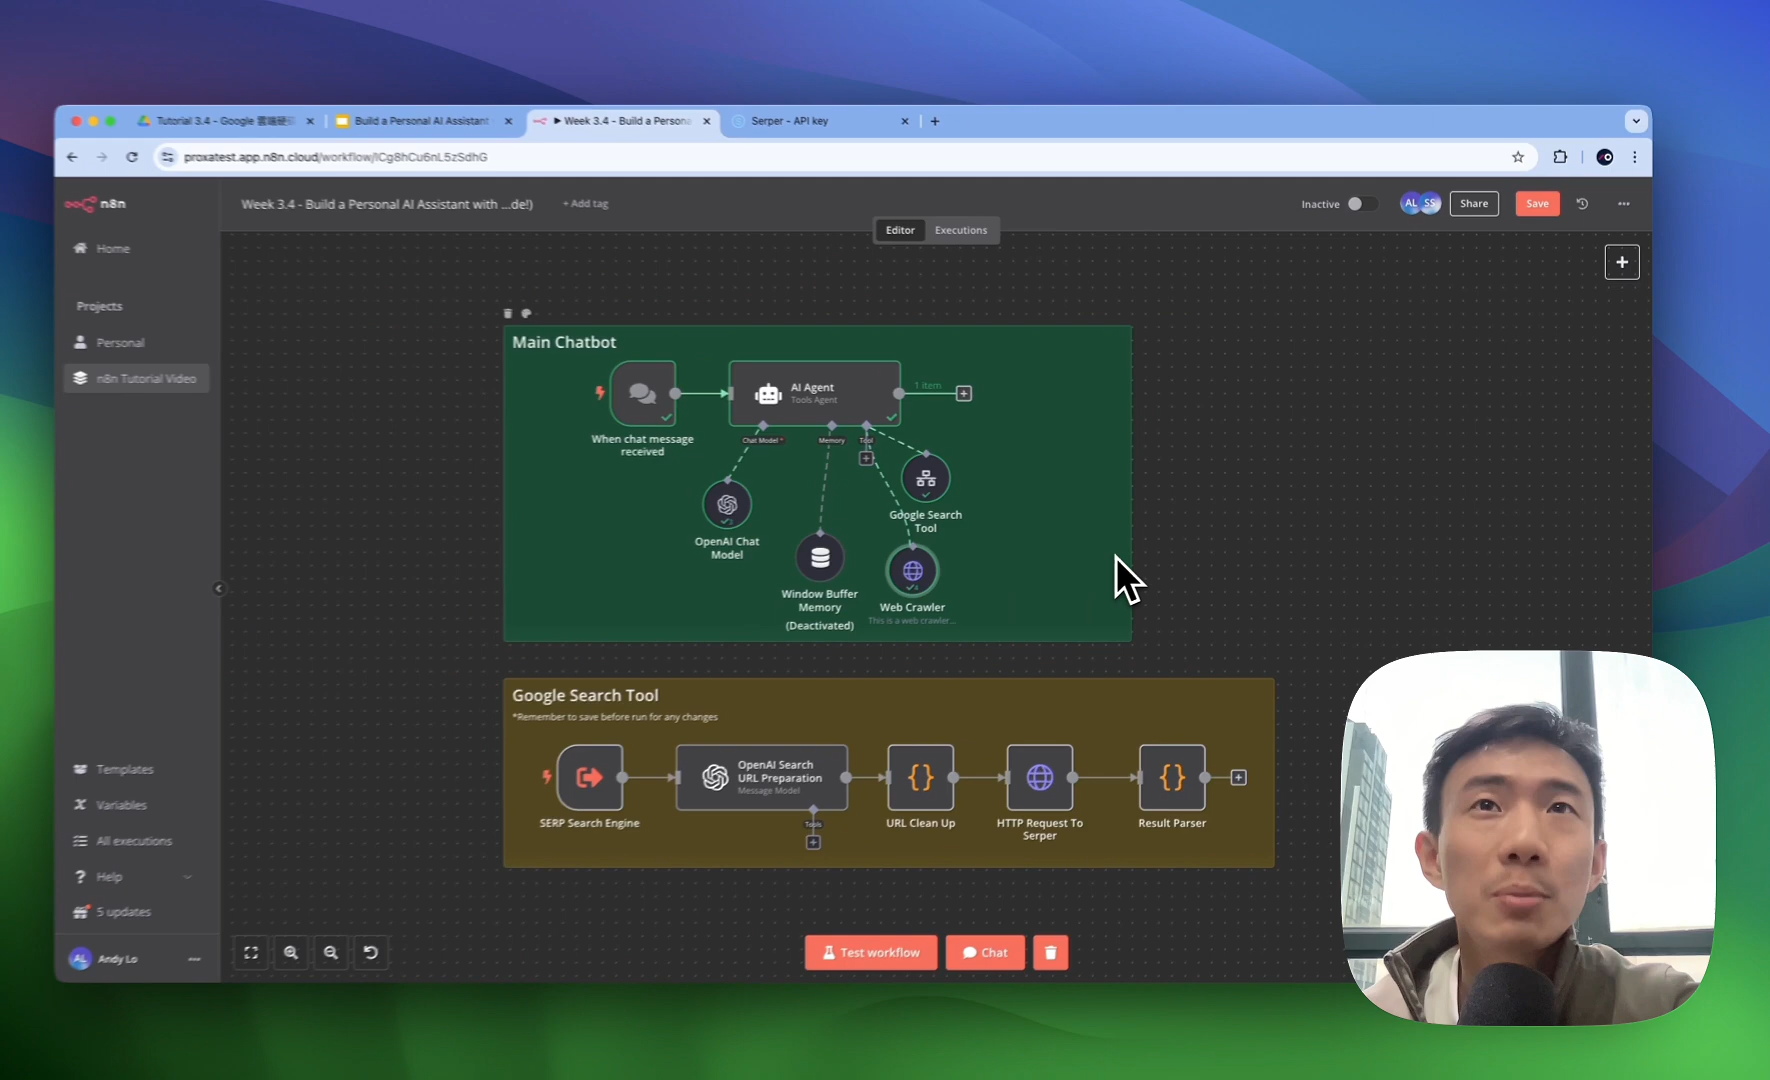 Tutorial 3.4 - Google 雲端硬
Build a Personal AI Assistant
Week 3.4 - Build a Persona
Serper - API key
proxatest.app.n8n.cloud/workflow/lCg8hCu6nL5zSdhG
n8n
Week 3.4 - Build a Personal AI Assistant with ...de!)
+ Add tag
Inactive
AL
SS
Share
Save
Editor
Executions
Home
Projects
Personal
n8n Tutorial Video
Main Chatbot
When chat message
received
AI Agent
Tools Agent
1 item
Chat Model *
Memory
Tool
OpenAI Chat
Model
Google Search
Tool
Window Buffer
Memory
(Deactivated)
Web Crawler
This is a web crawler...
Google Search Tool
*Remember to save before run for any changes
SERP Search Engine
OpenAI Search
URL Preparation
Message Model
Tools
URL Clean Up
HTTP Request To
Serper
Result Parser
Templates
Variables
All executions
Help
5 updates
AL
Andy Lo
Test workflow
Chat